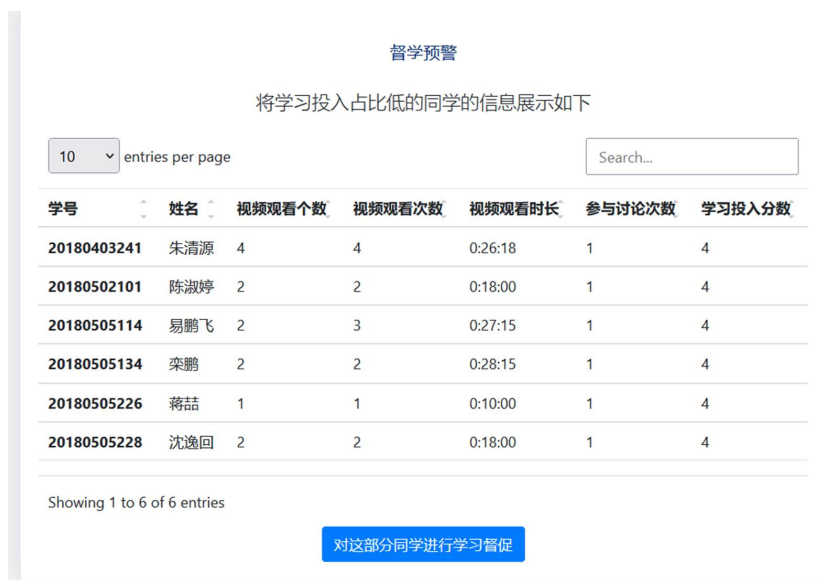 督学预警
将学习投入占比低的同学的信息展示如下
10 entries per page Search...
学号 姓名 视频观看个数 视频观看次数 视频观看时长 参与讨论次数 学习投入分数
20180403241 朱清源 4 4 0:26:18 1 4
20180502101 陈淑婷 2 2 0:18:00 1 4
20180505114 易鹏飞 2 3 0:27:15 1 4
20180505134 栾鹏 2 2 0:28:15 1 4
20180505226 蒋喆 1 1 0:10:00 1 4
20180505228 沈逸回 2 2 0:18:00 1 4
Showing 1 to 6 of 6 entries
对这部分同学进行学习督促